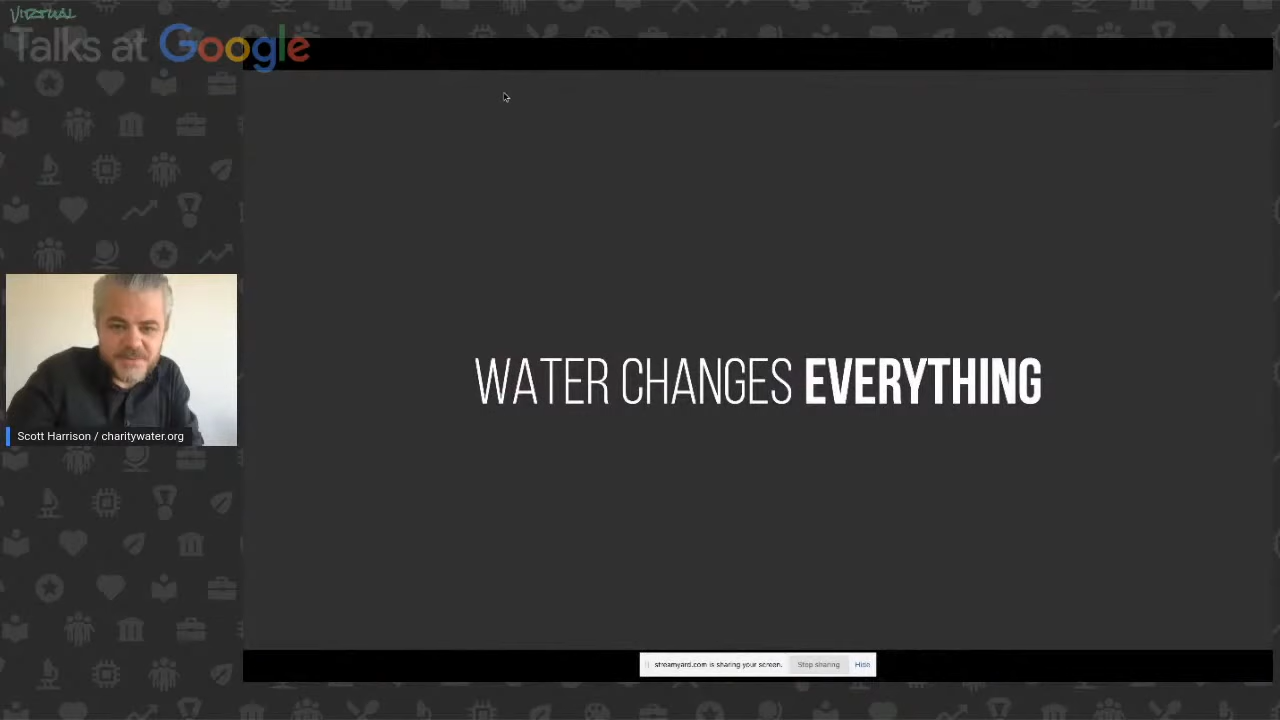 VIRTUAL
Talks at Google
WATER CHANGES EVERYTHING
Scott Harrison / charitywater.org
streamyard.com is sharing your screen.
Stop sharing
Hide